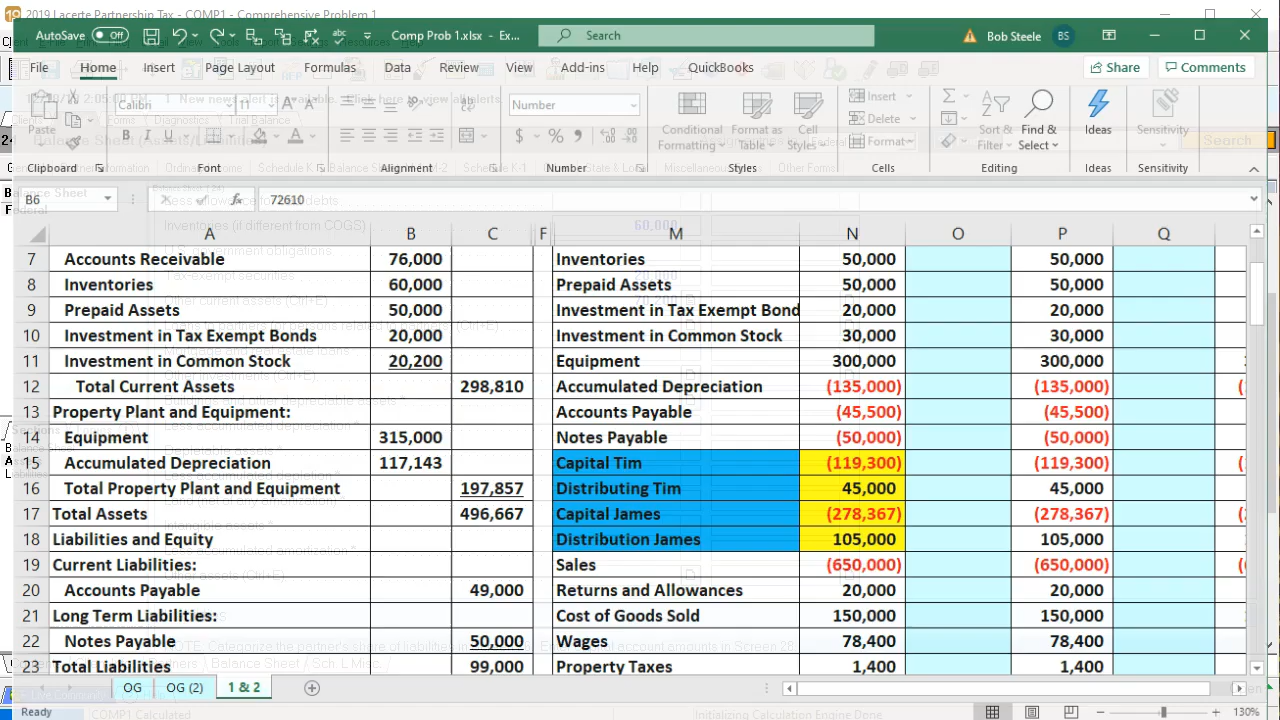 2019 Lacerte Partnership Tax - COMP1 - Comprehensive Problem 1
AutoSave Off Comp Prob 1.xlsx - Ex... Search Bob Steele BS
File Home Insert Page Layout Formulas Data Review View Add-ins Help QuickBooks Share Comments
Paste Calibri 11 Number Conditional Formatting Format as Table Cell Styles Insert Delete Format Sort & Filter Find & Select Ideas Sensitivity
Clipboard Font Alignment Number Styles Cells Editing Ideas Sensitivity
B6 fx 72610
A B C F M N O P Q
7 Accounts Receivable 76,000 Inventories 50,000 50,000
8 Inventories 60,000 Prepaid Assets 50,000 50,000
9 Prepaid Assets 50,000 Investment in Tax Exempt Bond 20,000 20,000
10 Investment in Tax Exempt Bonds 20,000 Investment in Common Stock 30,000 30,000
11 Investment in Common Stock 20,200 Equipment 300,000 300,000
12 Total Current Assets 298,810 Accumulated Depreciation (135,000) (135,000)
13 Property Plant and Equipment: Accounts Payable (45,500) (45,500)
14 Equipment 315,000 Notes Payable (50,000) (50,000)
15 Accumulated Depreciation 117,143 Capital Tim (119,300) (119,300)
16 Total Property Plant and Equipment 197,857 Distributing Tim 45,000 45,000
17 Total Assets 496,667 Capital James (278,367) (278,367)
18 Liabilities and Equity Distribution James 105,000 105,000
19 Current Liabilities: Sales (650,000) (650,000)
20 Accounts Payable 49,000 Returns and Allowances 20,000 20,000
21 Long Term Liabilities: Cost of Goods Sold 150,000 150,000
22 Notes Payable 50,000 Wages 78,400 78,400
23 Total Liabilities 99,000 Property Taxes 1,400 1,400
OG OG (2) 1 & 2
Ready 130%
COMP1 Calculated Initializing Calculation Engine Done